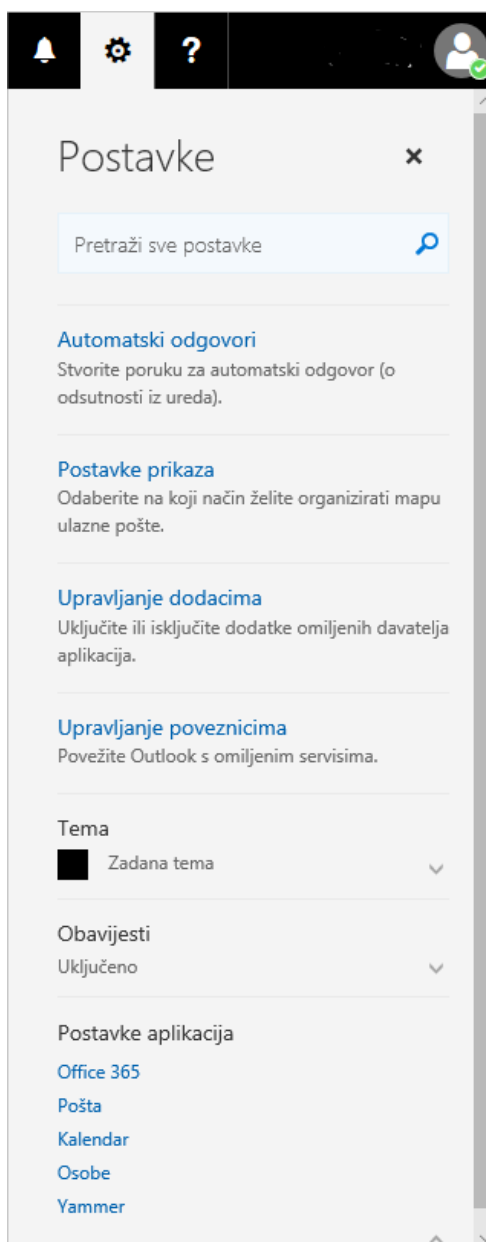 ?
Postavke
Pretraži sve postavke
Automatski odgovori
Stvorite poruku za automatski odgovor (o
odsutnosti iz ureda).
Postavke prikaza
Odaberite na koji način želite organizirati mapu
ulazne pošte.
Upravljanje dodacima
Uključite ili isključite dodatke omiljenih davatelja
aplikacija.
Upravljanje poveznicima
Povežite Outlook s omiljenim servisima.
Tema
Zadana tema
Obavijesti
Uključeno
Postavke aplikacija
Office 365
Pošta
Kalendar
Osobe
Yammer